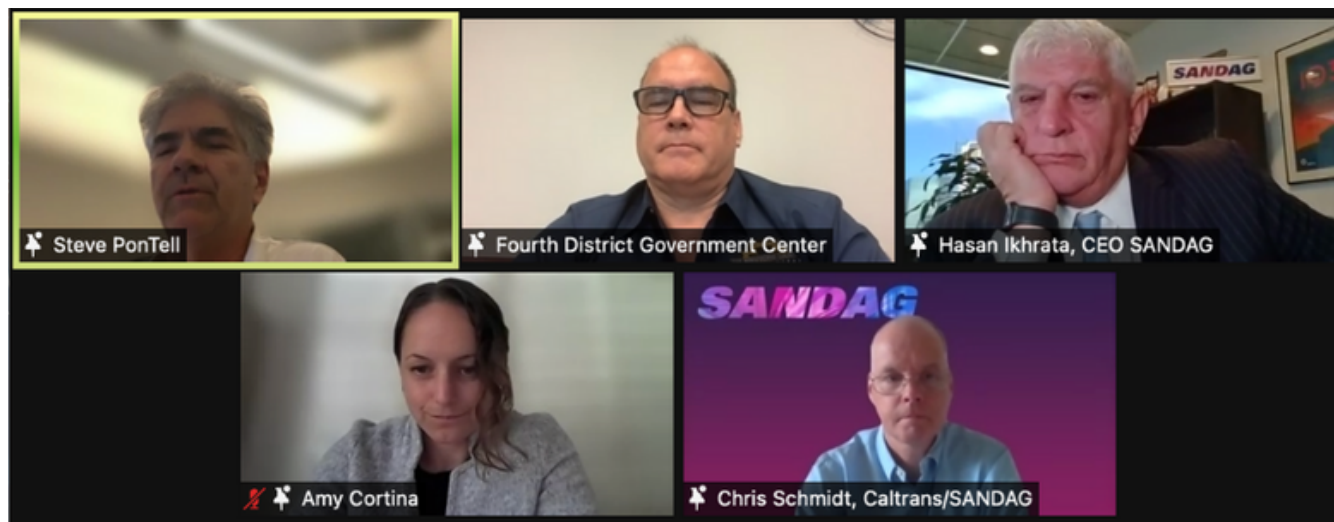 SANDAG
Steve PonTell
Fourth District Government Center
Hasan Ikhrata, CEO SANDAG
SANDAG
Amy Cortina
Chris Schmidt, Caltrans/SANDAG